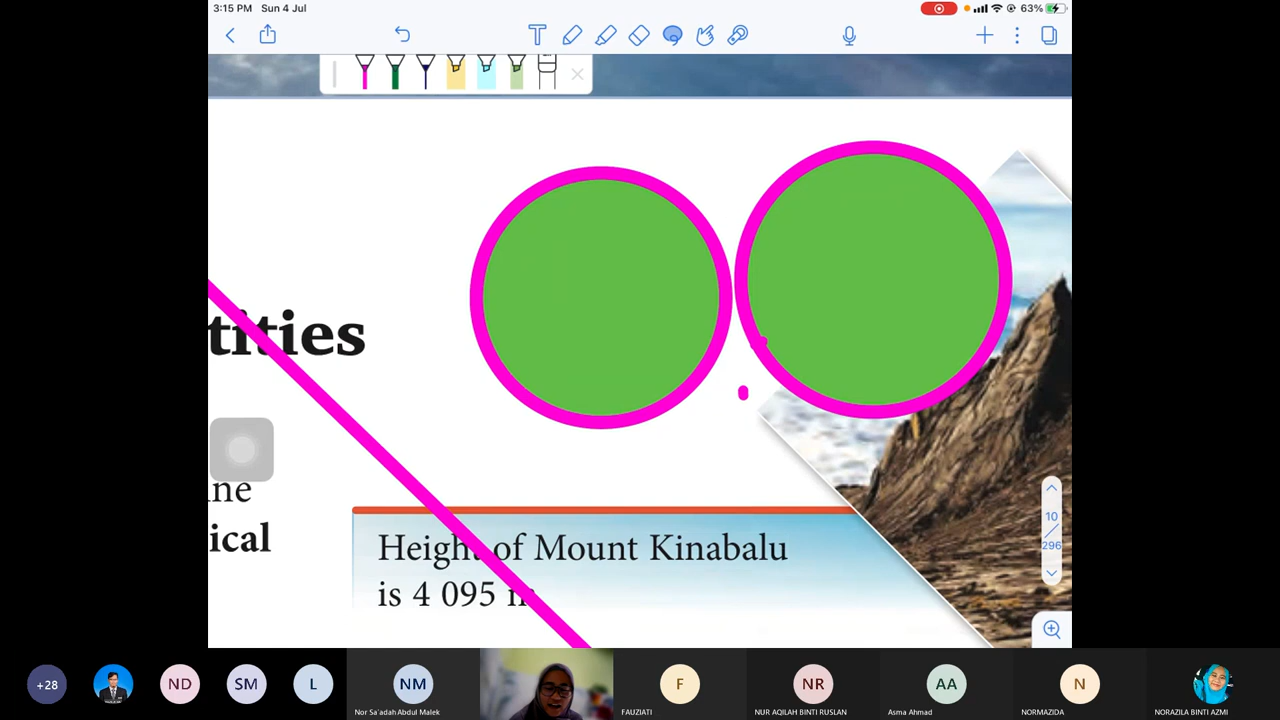 3:15 PM Sun 4 Jul
63%
tities
ine
ical
Height of Mount Kinabalu
is 4 095 m
10
296
+28
ND
SM
L
NM
F
NR
AA
N
Nor Sa'adah Abdul Malek
FAUZIATI
NUR AQILAH BINTI RUSLAN
Asma Ahmad
NORMAZIDA
NORAZILA BINTI AZMI